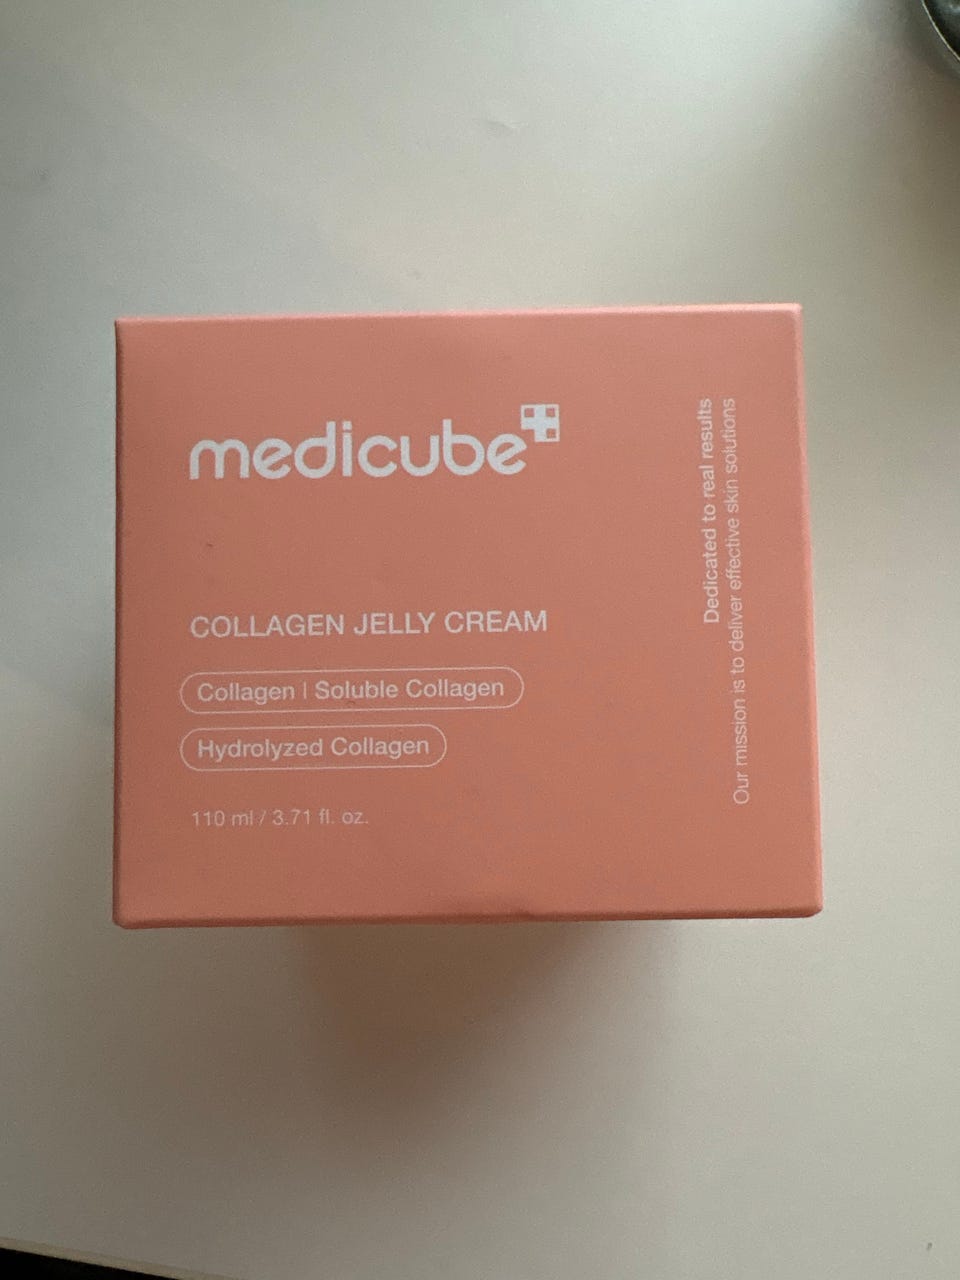 medicube
COLLAGEN JELLY CREAM
Collagen | Soluble Collagen
Hydrolyzed Collagen
110 ml / 3.71 fl. oz.
Dedicated to real results
Our mission is to deliver effective skin solutions